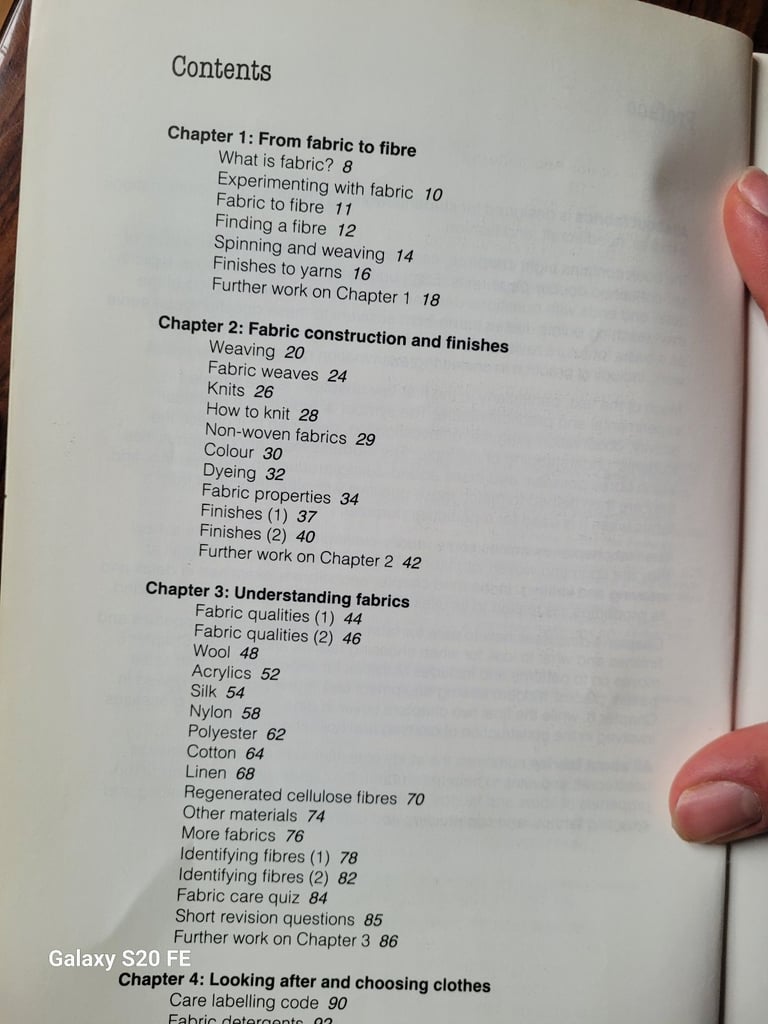 Contents
Chapter 1: From fabric to fibre
What is fabric? 8
Experimenting with fabric 10
Fabric to fibre 11
Finding a fibre 12
Spinning and weaving 14
Finishes to yarns 16
Further work on Chapter 1 18
Chapter 2: Fabric construction and finishes
Weaving 20
Fabric weaves 24
Knits 26
How to knit 28
Non-woven fabrics 29
Colour 30
Dyeing 32
Fabric properties 34
Finishes (1) 37
Finishes (2) 40
Further work on Chapter 2 42
Chapter 3: Understanding fabrics
Fabric qualities (1) 44
Fabric qualities (2) 46
Wool 48
Acrylics 52
Silk 54
Nylon 58
Polyester 62
Cotton 64
Linen 68
Regenerated cellulose fibres 70
Other materials 74
More fabrics 76
Identifying fibres (1) 78
Identifying fibres (2) 82
Fabric care quiz 84
Short revision questions 85
Further work on Chapter 3 86
Galaxy S20 FE
Chapter 4: Looking after and choosing clothes
Care labelling code 90
Fabric detergents 92